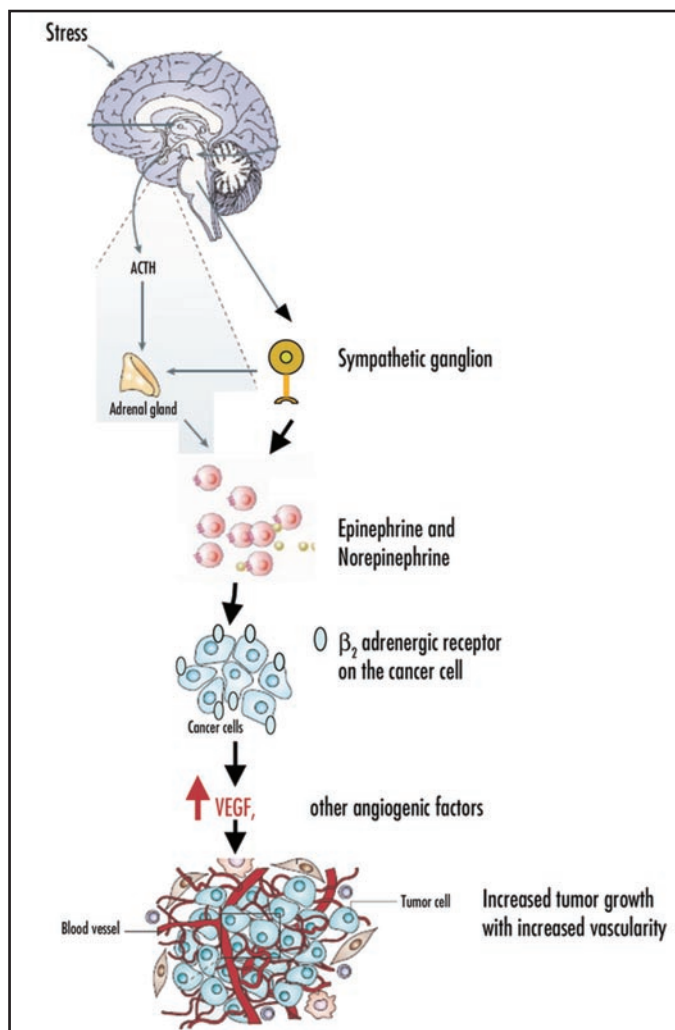 Stress
ACTH
Sympathetic ganglion
Adrenal gland
Epinephrine and
Norepinephrine
β₂ adrenergic receptor
on the cancer cell
Cancer cells
VEGF,
other angiogenic factors
Tumor cell
Blood vessel
Increased tumor growth
with increased vascularity